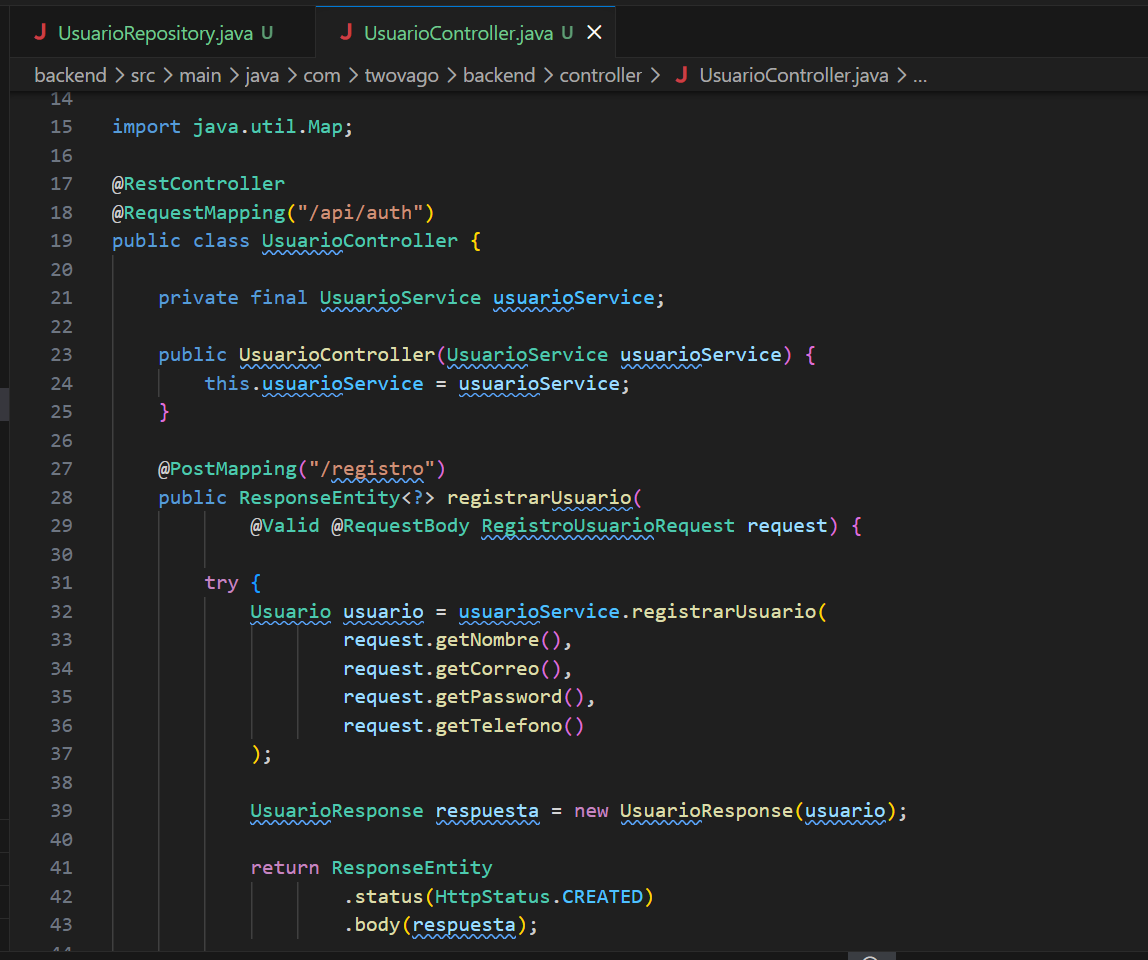 J UsuarioRepository.java U
J UsuarioController.java U ×
backend > src > main > java > com > twovago > backend > controller > J UsuarioController.java > ...
14
15 import java.util.Map;
16
17 @RestController
18 @RequestMapping("/api/auth")
19 public class UsuarioController {
20
21     private final UsuarioService usuarioService;
22
23     public UsuarioController(UsuarioService usuarioService) {
24         this.usuarioService = usuarioService;
25     }
26
27     @PostMapping("/registro")
28     public ResponseEntity<?> registrarUsuario(
29             @Valid @RequestBody RegistroUsuarioRequest request) {
30
31         try {
32             Usuario usuario = usuarioService.registrarUsuario(
33                     request.getNombre(),
34                     request.getCorreo(),
35                     request.getPassword(),
36                     request.getTelefono()
37             );
38
39             UsuarioResponse respuesta = new UsuarioResponse(usuario);
40
41             return ResponseEntity
42                     .status(HttpStatus.CREATED)
43                     .body(respuesta);